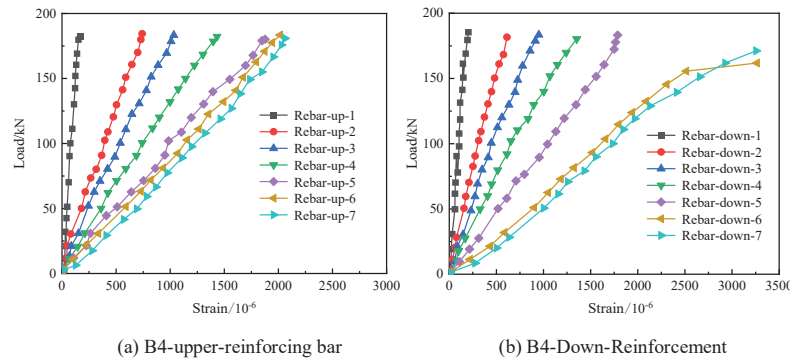 200
150
100
50
0
Load/kN
0
500
1000
1500
2000
2500
3000
Strain/10⁻⁶
Rebar-up-1
Rebar-up-2
Rebar-up-3
Rebar-up-4
Rebar-up-5
Rebar-up-6
Rebar-up-7
(a) B4-upper-reinforcing bar
200
150
100
50
0
Load/kN
0
500
1000
1500
2000
2500
3000
3500
Strain/10⁻⁶
Rebar-down-1
Rebar-down-2
Rebar-down-3
Rebar-down-4
Rebar-down-5
Rebar-down-6
Rebar-down-7
(b) B4-Down-Reinforcement